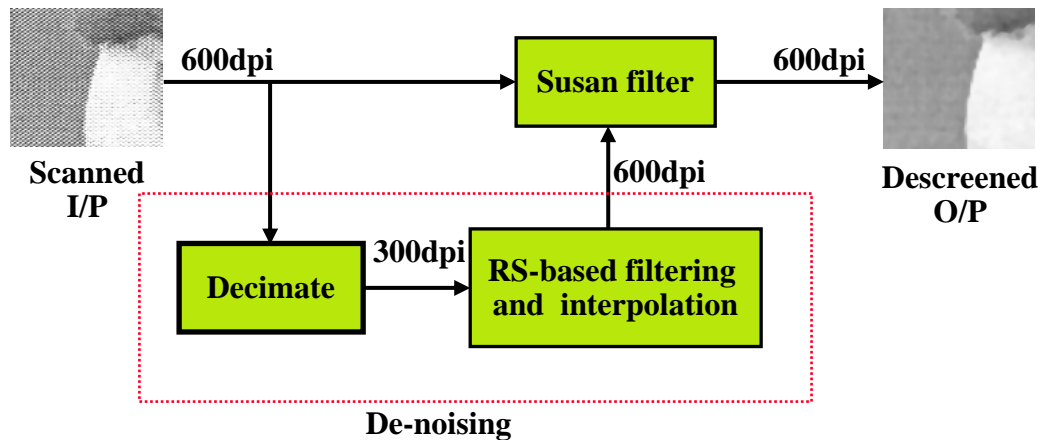 600dpi
Susan filter
600dpi
Scanned
I/P
600dpi
Descreened
O/P
Decimate
300dpi
RS-based filtering
and interpolation
De-noising